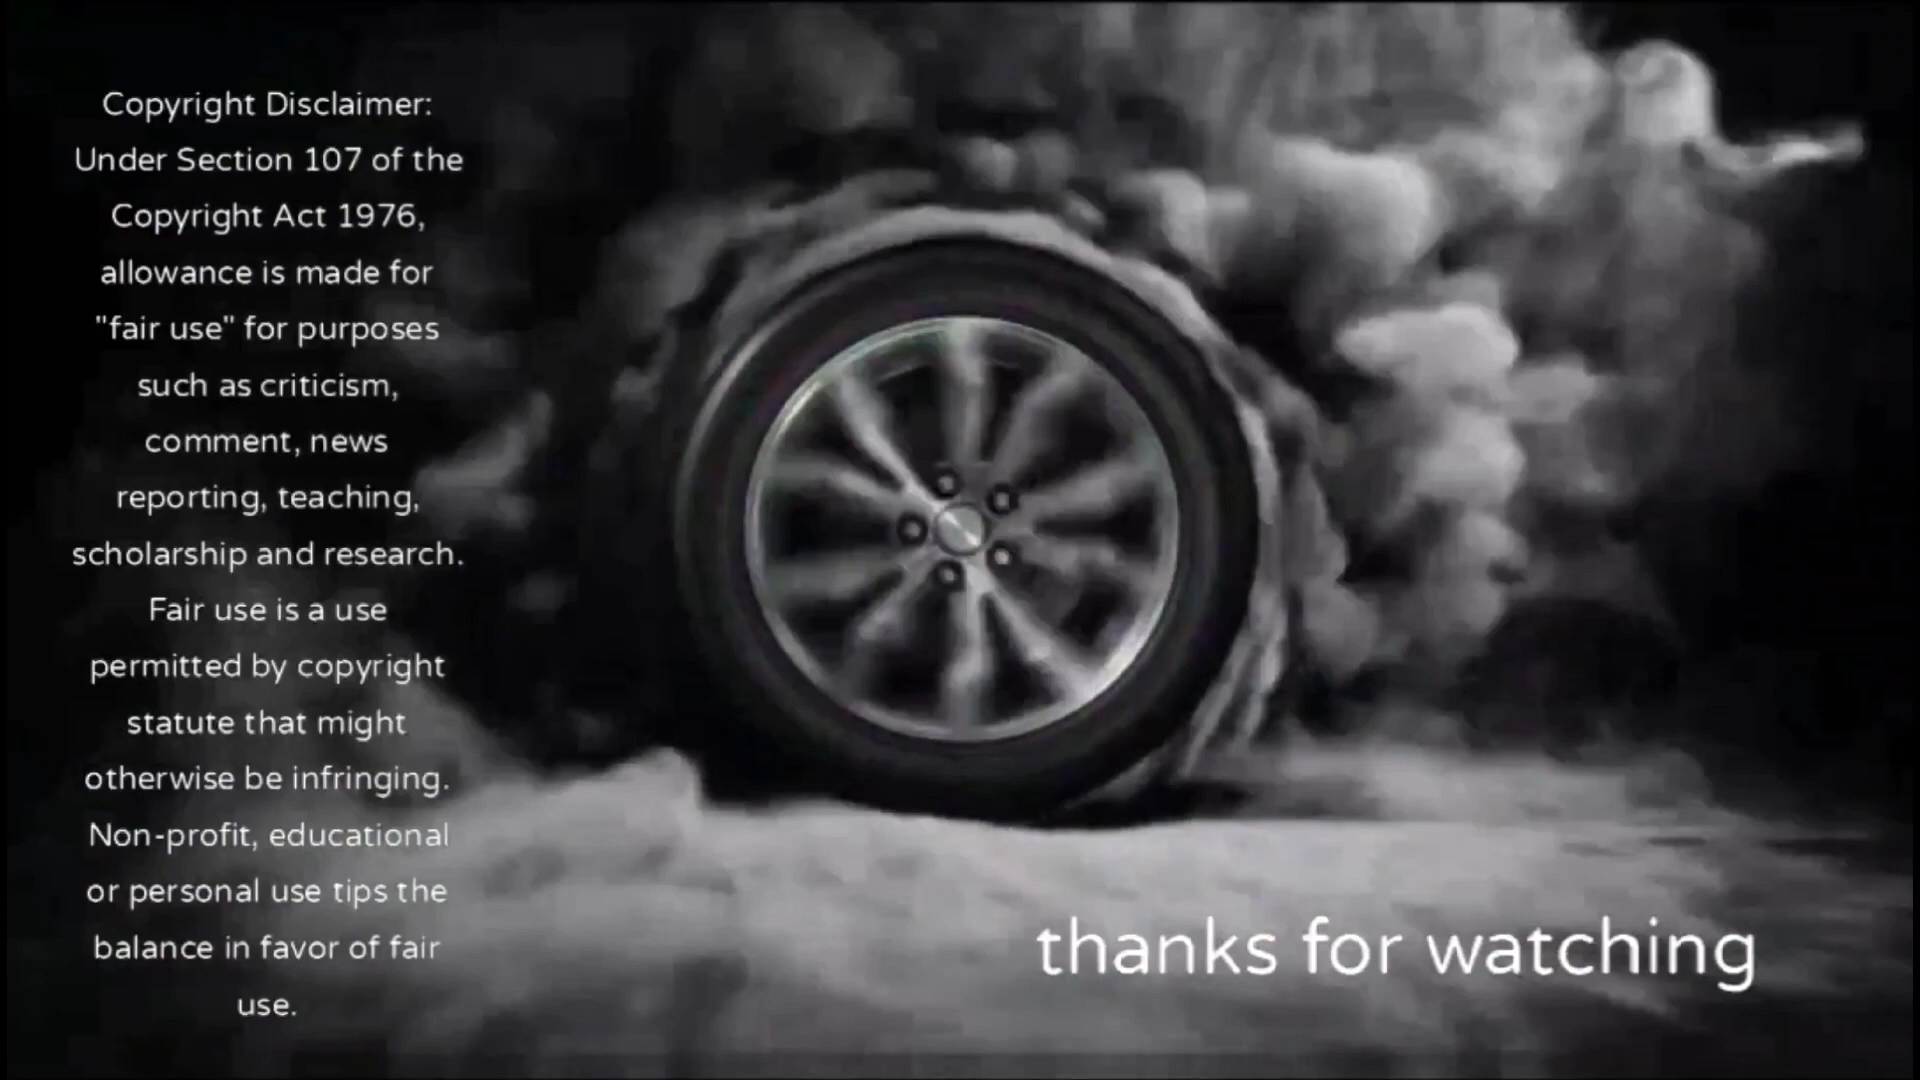 Copyright Disclaimer:
Under Section 107 of the
Copyright Act 1976,
allowance is made for
"fair use" for purposes
such as criticism,
comment, news
reporting, teaching,
scholarship and research.
Fair use is a use
permitted by copyright
statute that might
otherwise be infringing.
Non-profit, educational
or personal use tips the
balance in favor of fair
use.
thanks for watching